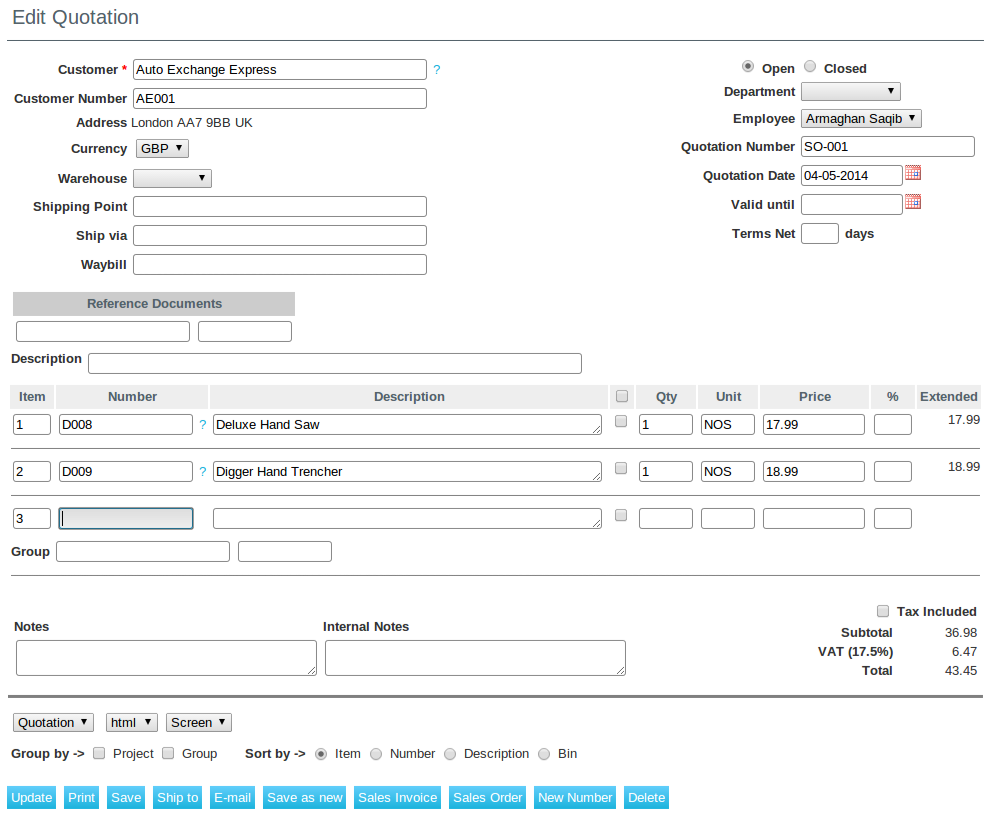 Edit Quotation
Customer * Auto Exchange Express ?
Customer Number AE001
Address London AA7 9BB UK
Currency GBP
Warehouse
Shipping Point
Ship via
Waybill
Open Closed
Department
Employee Armaghan Saqib
Quotation Number SO-001
Quotation Date 04-05-2014
Valid until
Terms Net days
Reference Documents
Description
Item Number Description Qty Unit Price % Extended
1 D008 ? Deluxe Hand Saw 1 NOS 17.99 17.99
2 D009 ? Digger Hand Trencher 1 NOS 18.99 18.99
3
Group
Tax Included
Notes Internal Notes
Subtotal 36.98
VAT (17.5%) 6.47
Total 43.45
Quotation html Screen
Group by -> Project Group Sort by -> Item Number Description Bin
Update Print Save Ship to E-mail Save as new Sales Invoice Sales Order New Number Delete